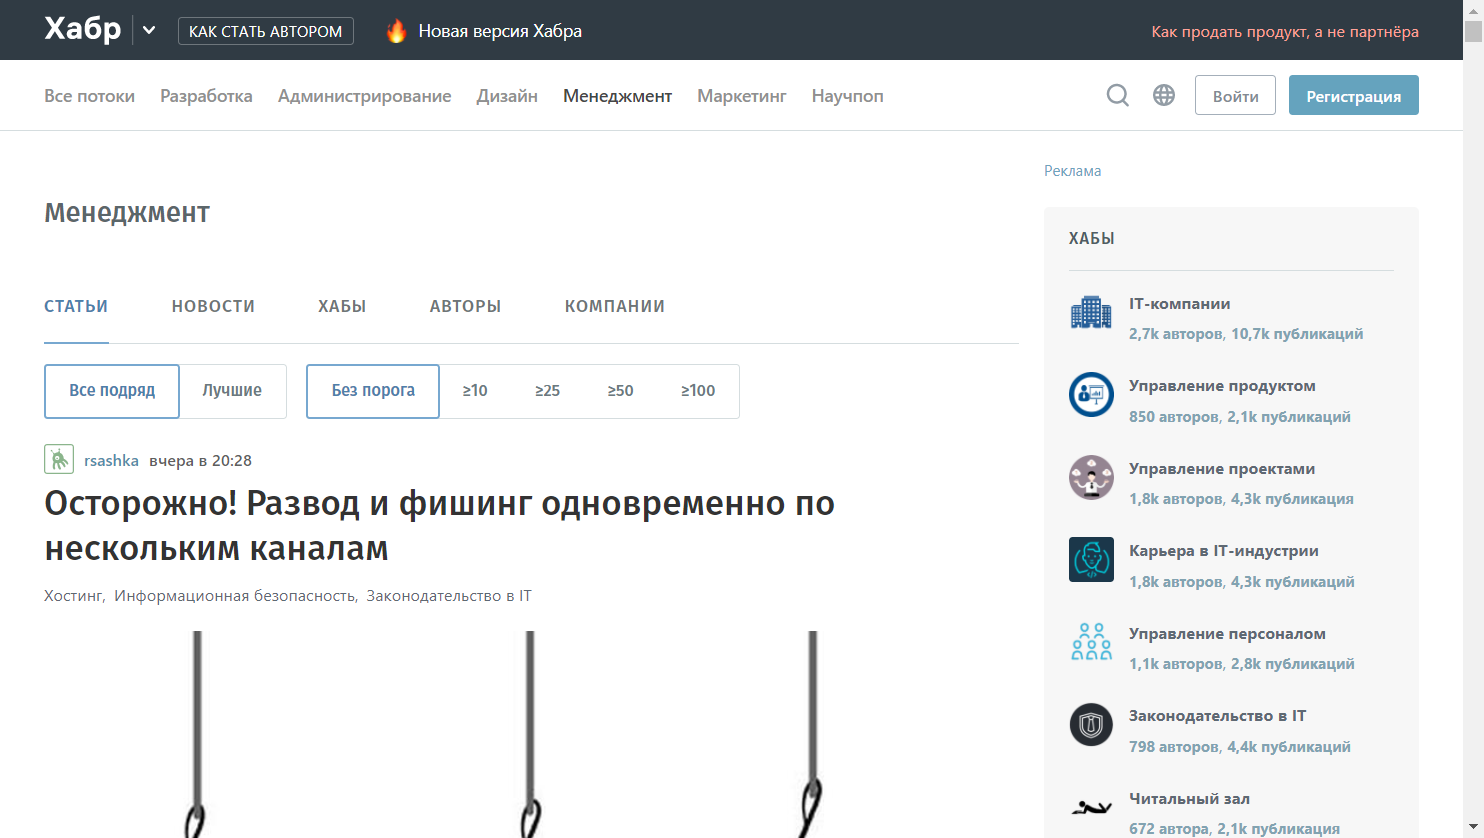 Хабр
КАК СТАТЬ АВТОРОМ
Новая версия Хабра
Как продать продукт, а не партнёра
Все потоки Разработка Администрирование Дизайн Менеджмент Маркетинг Научпоп
Войти
Регистрация
Реклама
Менеджмент
СТАТЬИ НОВОСТИ ХАБЫ АВТОРЫ КОМПАНИИ
Все подряд Лучшие Без порога ≥10 ≥25 ≥50 ≥100
rsashka вчера в 20:28
Осторожно! Развод и фишинг одновременно по
нескольким каналам
Хостинг, Информационная безопасность, Законодательство в IT
ХАБЫ
IT-компании
2,7k авторов, 10,7k публикаций
Управление продуктом
850 авторов, 2,1k публикаций
Управление проектами
1,8k авторов, 4,3k публикация
Карьера в IT-индустрии
1,8k авторов, 4,3k публикаций
Управление персоналом
1,1k авторов, 2,8k публикаций
Законодательство в IT
798 авторов, 4,4k публикаций
Читальный зал
672 автора, 2,1k публикация